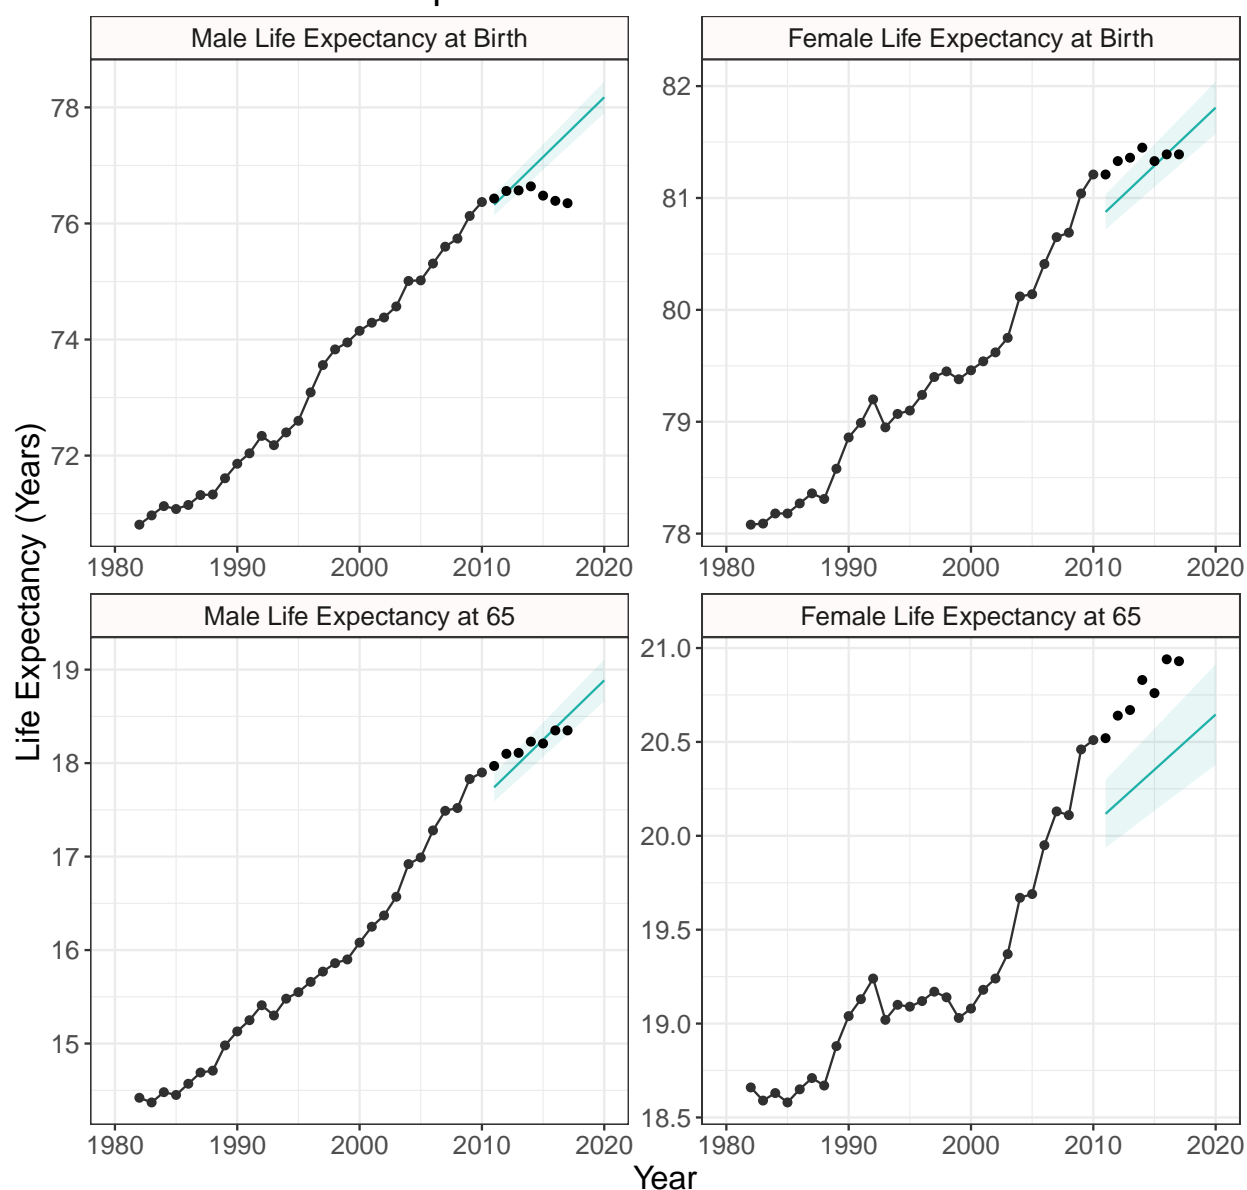 Male Life Expectancy at Birth
Female Life Expectancy at Birth
78
76
74
72
1980 1990 2000 2010 2020
82
81
80
79
78
1980 1990 2000 2010 2020
Life Expectancy (Years)
Male Life Expectancy at 65
Female Life Expectancy at 65
19
18
17
16
15
1980 1990 2000 2010 2020
21.0
20.5
20.0
19.5
19.0
18.5
1980 1990 2000 2010 2020
Year